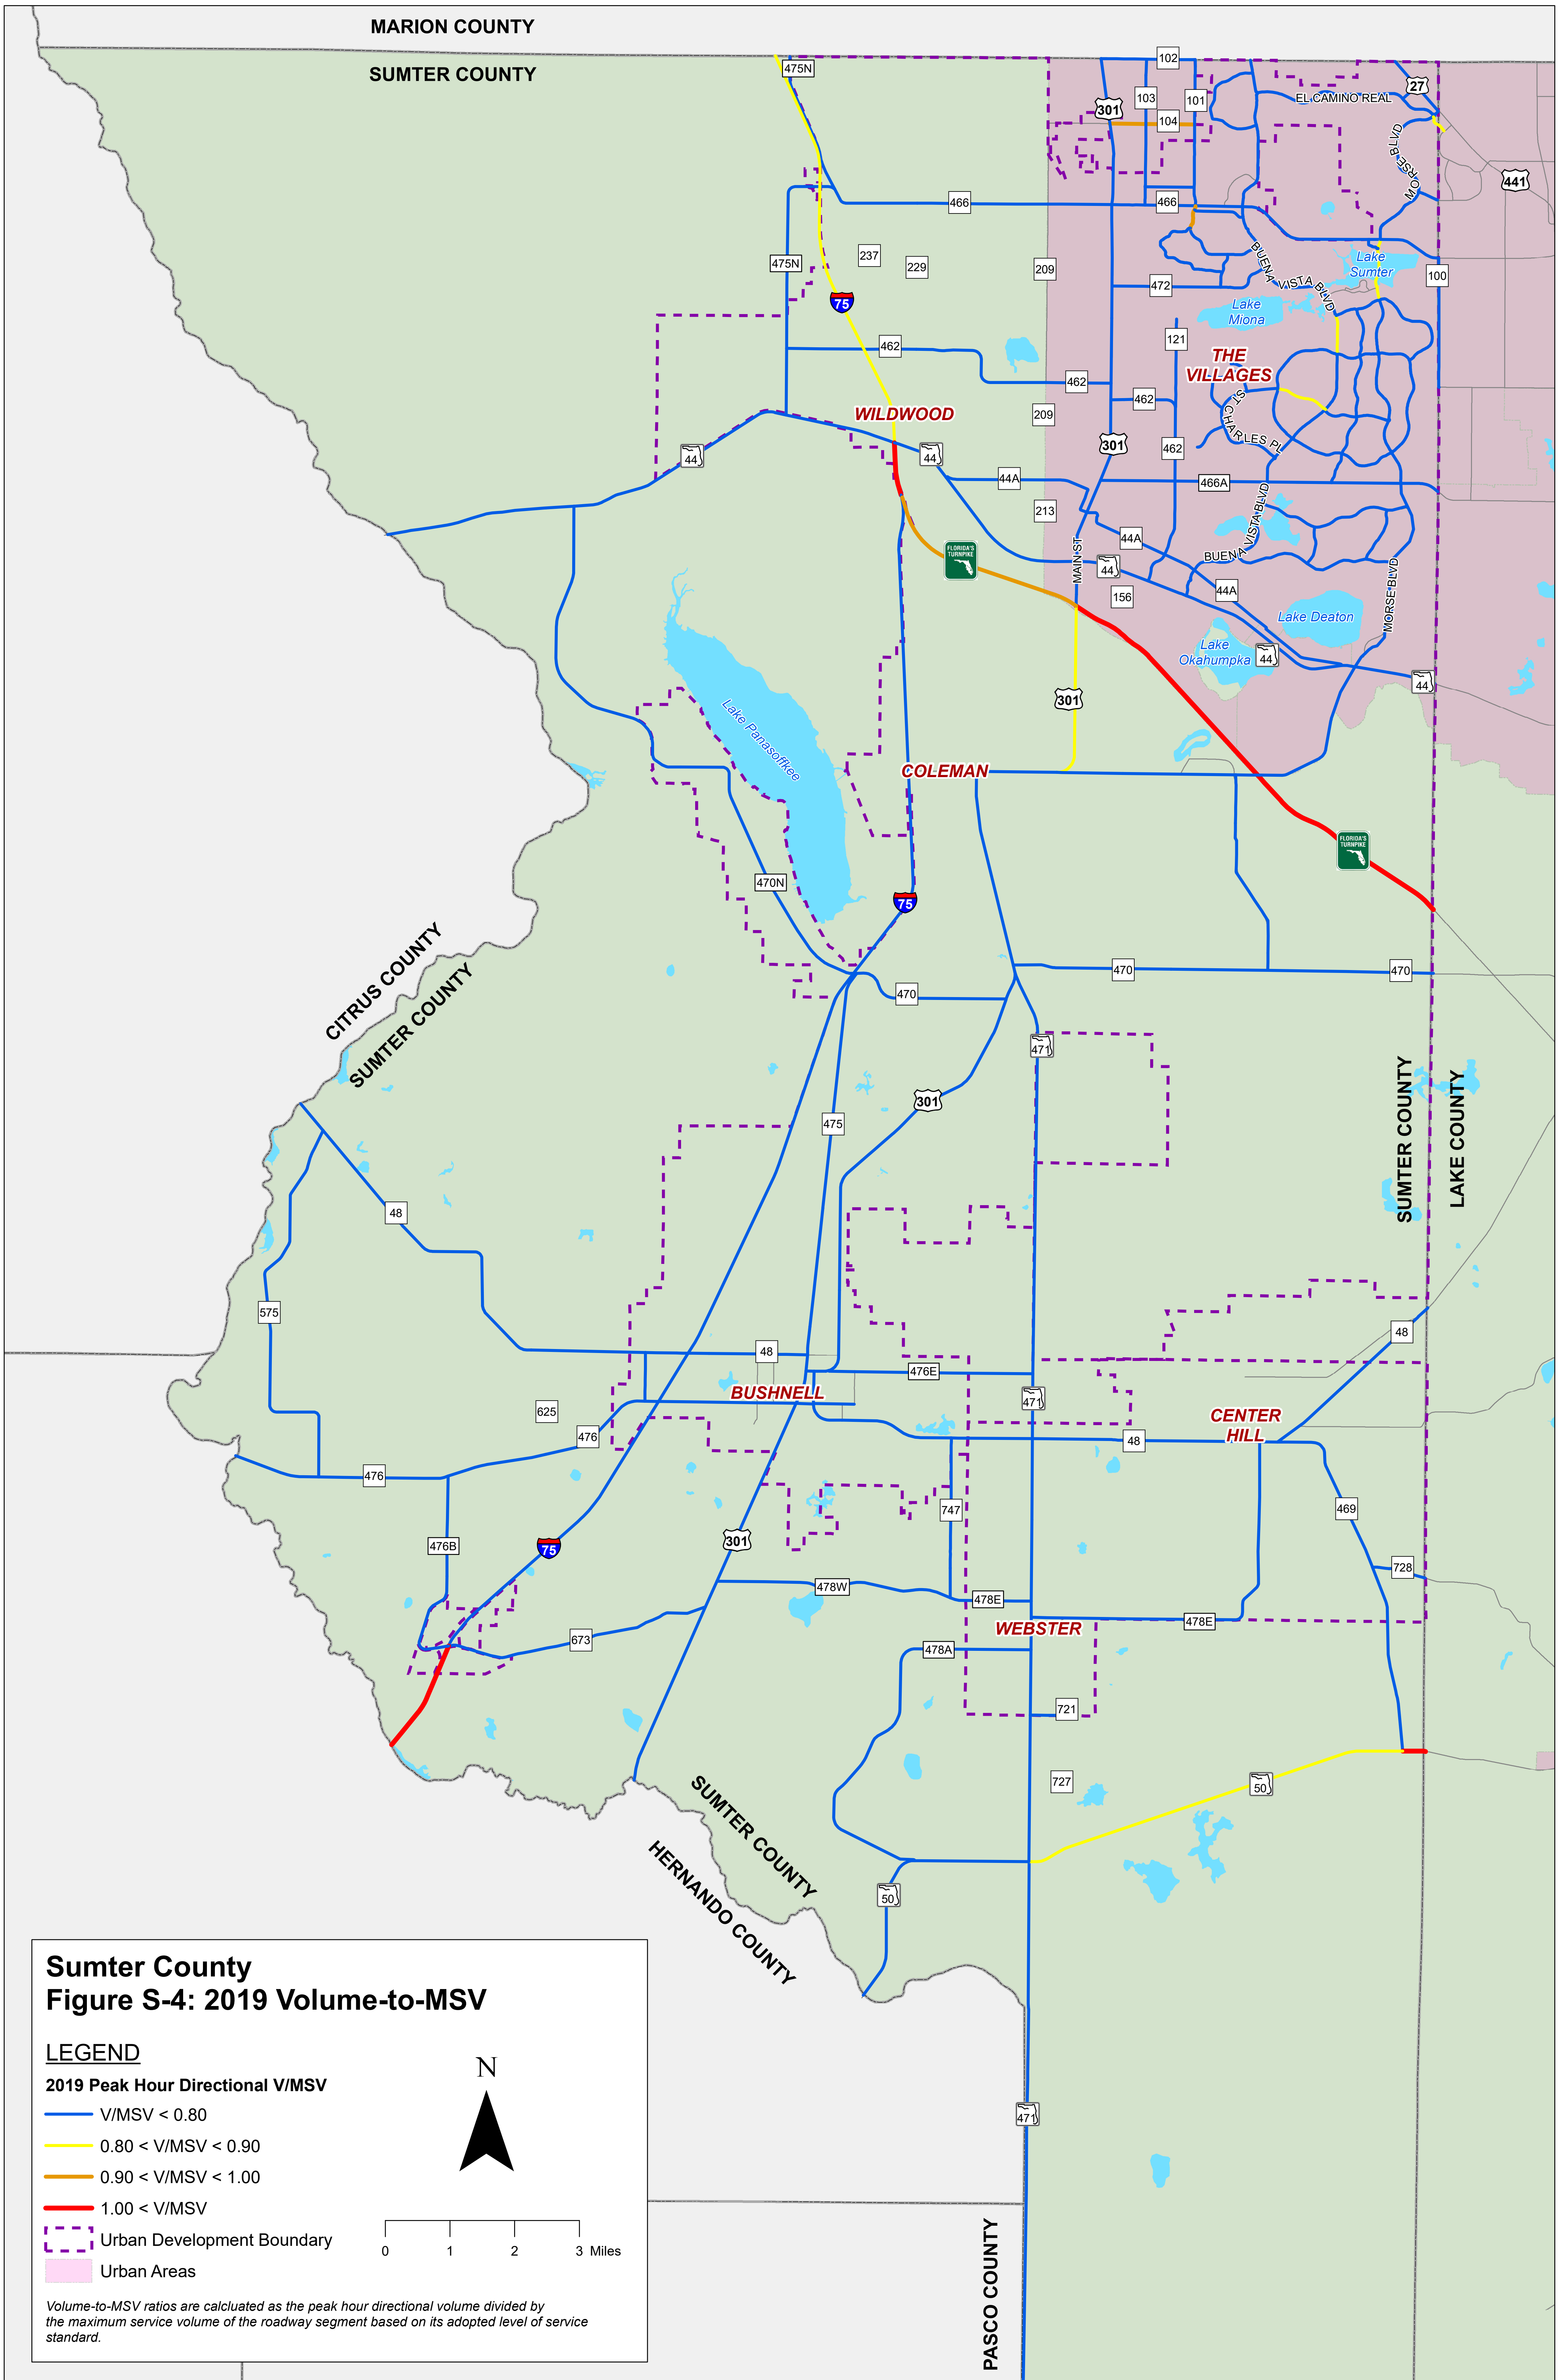 MARION COUNTY
SUMTER COUNTY
475N
102
27
301
103
101
EL CAMINO REAL
104
MORSE BLVD
441
466
466
237
229
475N
209
BUENA VISTA BLVD
Lake
Sumter
100
472
75
Lake
Miona
121
462
THE
VILLAGES
462
462
WILDWOOD
209
ST CHARLES PL
301
462
44
44
44A
466A
213
BUENA VISTA BLVD
44A
FLORIDA'S
TURNPIKE
MAIN ST
44
156
44A
MORSE BLVD
Lake Deaton
Lake
Okahumpka
44
44
301
Lake Panasoffkee
COLEMAN
FLORIDA'S
TURNPIKE
470N
75
CITRUS COUNTY
SUMTER COUNTY
470
470
470
471
301
475
SUMTER COUNTY
LAKE COUNTY
48
575
48
48
476E
BUSHNELL
471
625
476
CENTER
HILL
48
476
747
469
476B
75
301
728
478W
478E
478E
WEBSTER
673
478A
721
727
50
SUMTER COUNTY
HERNANDO COUNTY
50
471
PASCO COUNTY
Sumter County
Figure S-4: 2019 Volume-to-MSV
LEGEND
N
2019 Peak Hour Directional V/MSV
V/MSV < 0.80
0.80 < V/MSV < 0.90
0.90 < V/MSV < 1.00
1.00 < V/MSV
Urban Development Boundary
Urban Areas
0 1 2 3 Miles
Volume-to-MSV ratios are calcluated as the peak hour directional volume divided by
the maximum service volume of the roadway segment based on its adopted level of service
standard.